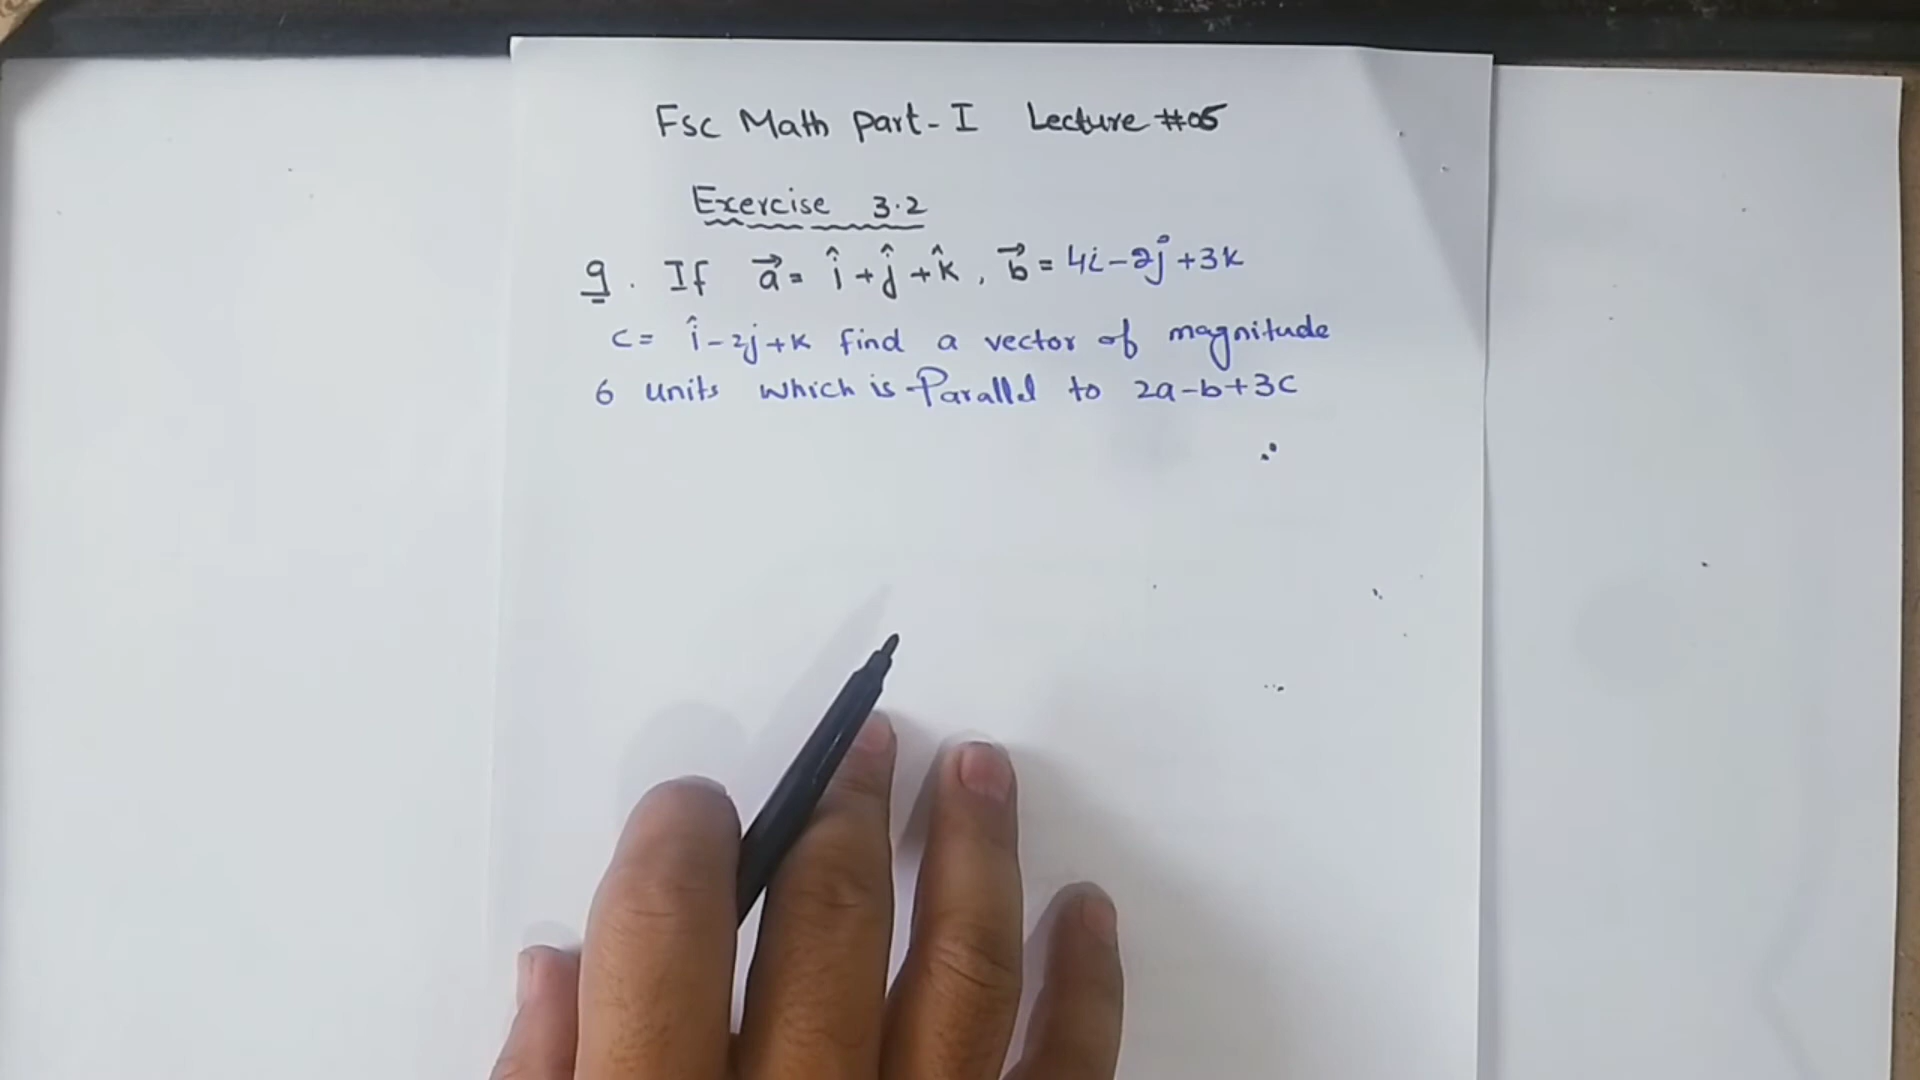 Fsc Math Part-I Lecture #05
Exercise 3.2
9. If a⃗ = î + ĵ + k̂, b⃗ = 4i-2j+3k
c = î-2j+k find a vector of magnitude
6 units which is Parallel to 2a-b+3c